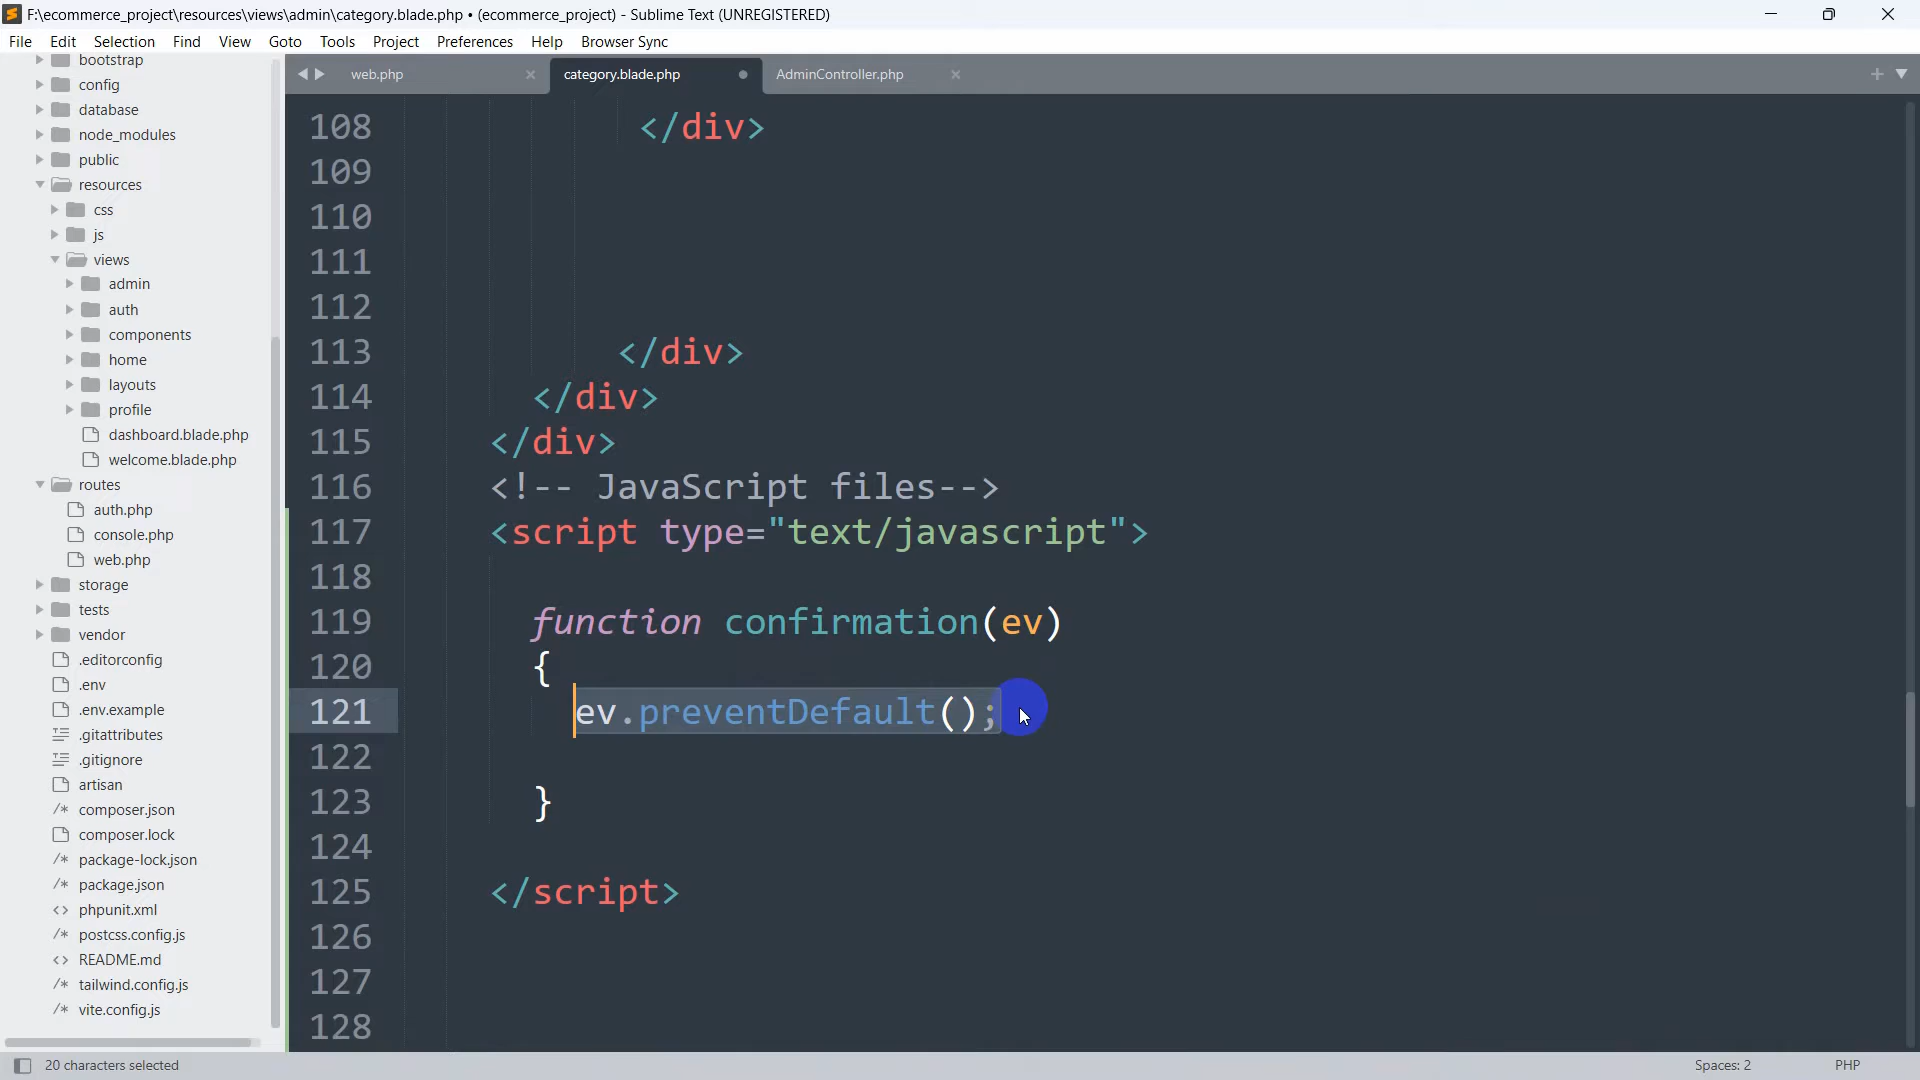 F:\ecommerce_project\resources\views\admin\category.blade.php • (ecommerce_project) - Sublime Text (UNREGISTERED)
File Edit Selection Find View Goto Tools Project Preferences Help Browser Sync
bootstrap
config
database
node_modules
public
resources
css
js
views
admin
auth
components
home
layouts
profile
dashboard.blade.php
welcome.blade.php
routes
auth.php
console.php
web.php
storage
tests
vendor
.editorconfig
.env
.env.example
.gitattributes
.gitignore
artisan
/* composer.json
composer.lock
/* package-lock.json
/* package.json
<> phpunit.xml
/* postcss.config.js
<> README.md
/* tailwind.config.js
/* vite.config.js
web.php category.blade.php AdminController.php
108 </div>
109
110
111
112
113 </div>
114 </div>
115 </div>
116 <!-- JavaScript files-->
117 <script type="text/javascript">
118
119 function confirmation(ev)
120 {
121 ev.preventDefault();
122
123 }
124
125 </script>
126
127
128
20 characters selected Spaces: 2 PHP